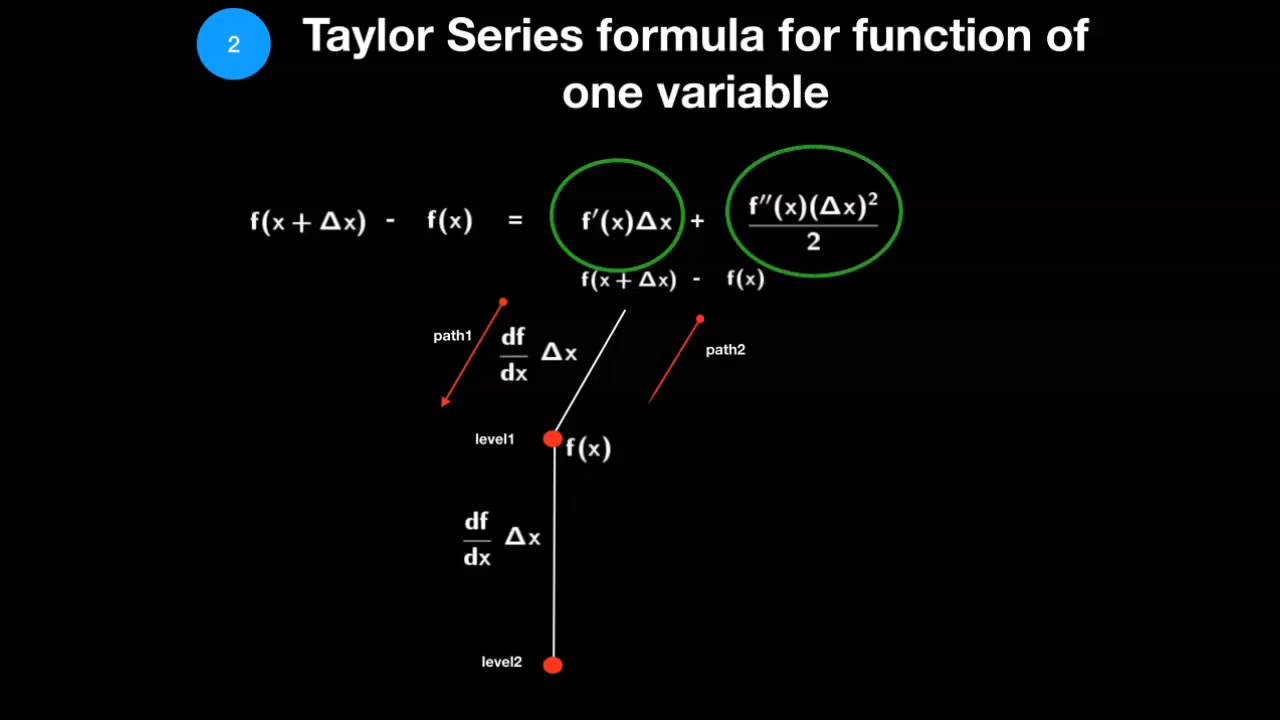 2
Taylor Series formula for function of
one variable
f(x + Δx) - f(x) = f′(x)Δx + f″(x)(Δx)²/2
f(x + Δx) - f(x)
path1
df/dx Δx
path2
level1
f(x)
df/dx Δx
level2